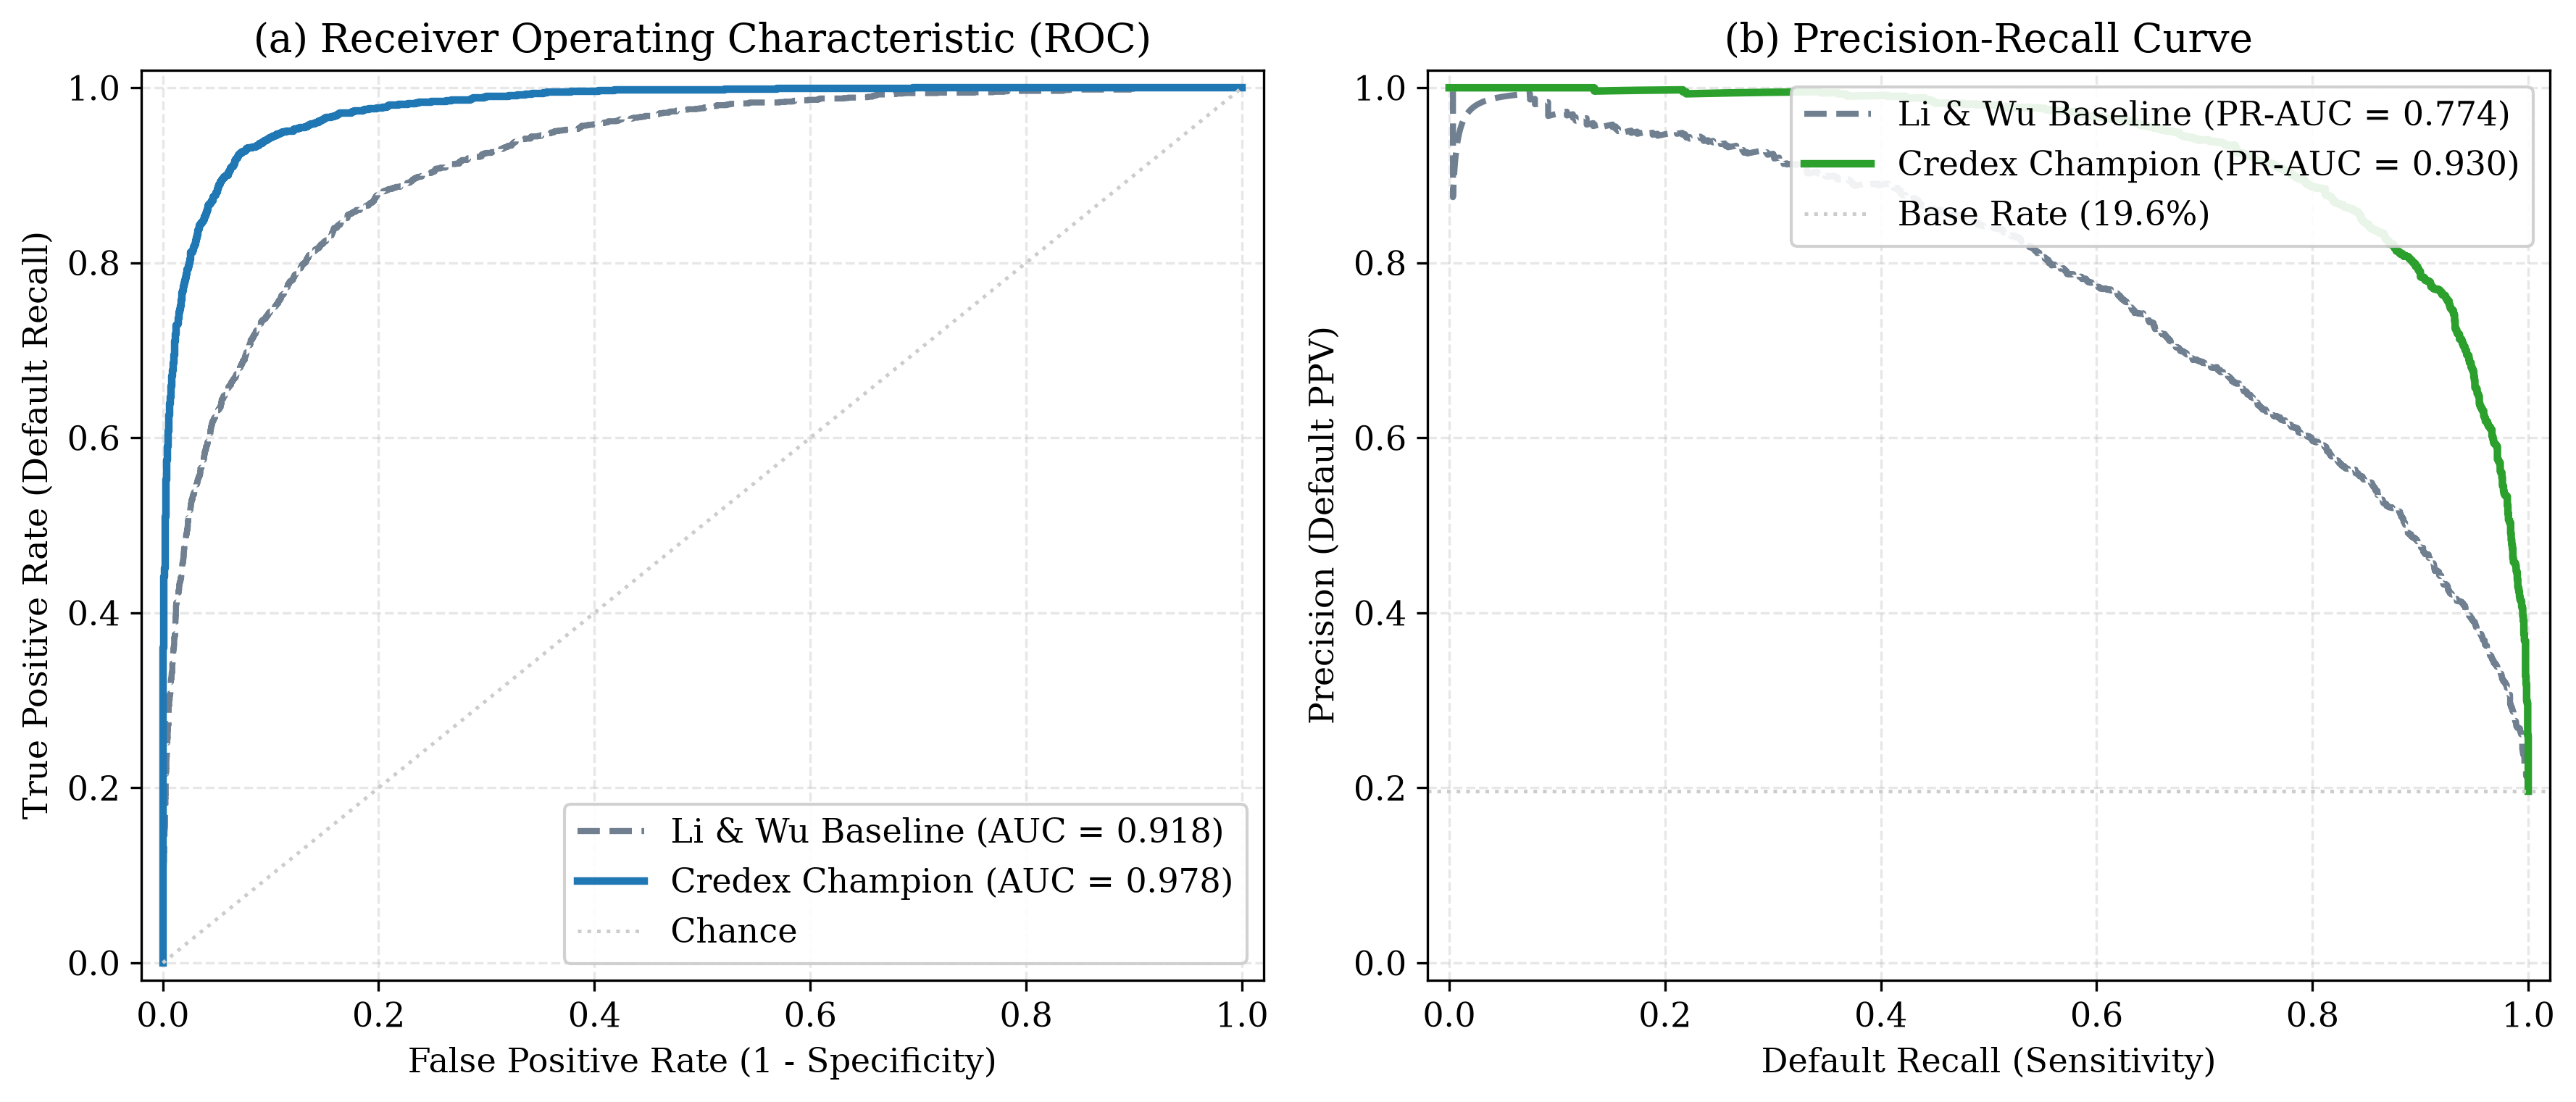 (a) Receiver Operating Characteristic (ROC)
True Positive Rate (Default Recall)
1.0
0.8
0.6
0.4
0.2
0.0
Li & Wu Baseline (AUC = 0.918)
Credex Champion (AUC = 0.978)
Chance
0.0 0.2 0.4 0.6 0.8 1.0
False Positive Rate (1 - Specificity)
(b) Precision-Recall Curve
Precision (Default PPV)
1.0
0.8
0.6
0.4
0.2
0.0
Li & Wu Baseline (PR-AUC = 0.774)
Credex Champion (PR-AUC = 0.930)
Base Rate (19.6%)
0.0 0.2 0.4 0.6 0.8 1.0
Default Recall (Sensitivity)